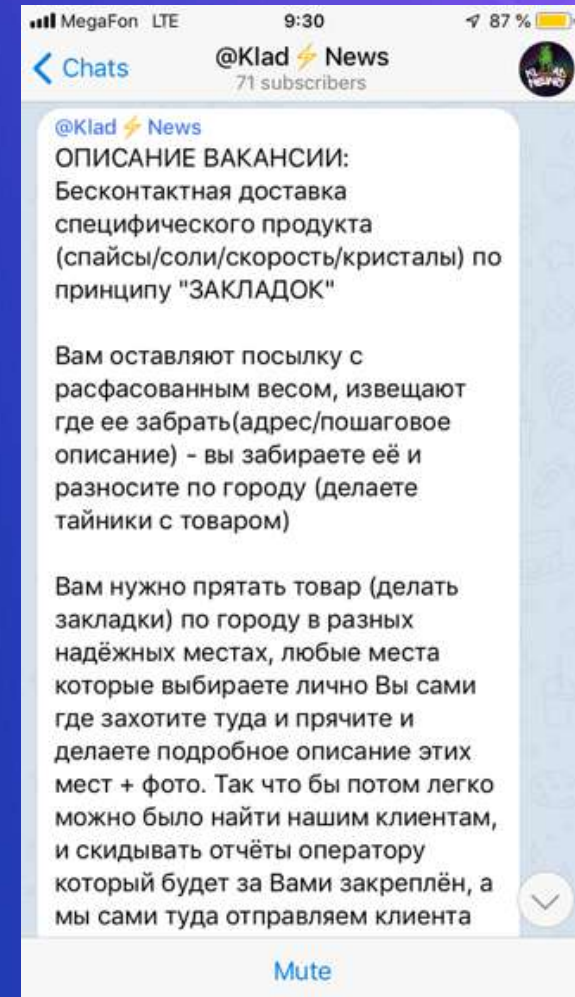 MegaFon LTE 9:30 87 %
Chats
@Klad⚡News
71 subscribers
@Klad⚡News
ОПИСАНИЕ ВАКАНСИИ:
Бесконтактная доставка
специфического продукта
(спайсы/соли/скорость/кристалы) по
принципу "ЗАКЛАДОК"
Вам оставляют посылку с
расфасованным весом, извещают
где ее забрать(адрес/пошаговое
описание) - вы забираете её и
разносите по городу (делаете
тайники с товаром)
Вам нужно прятать товар (делать
закладки) по городу в разных
надёжных местах, любые места
которые выбираете лично Вы сами
где захотите туда и прячите и
делаете подробное описание этих
мест + фото. Так что бы потом легко
можно было найти нашим клиентам,
и скидывать отчёты оператору
который будет за Вами закреплён, а
мы сами туда отправляем клиента
Mute